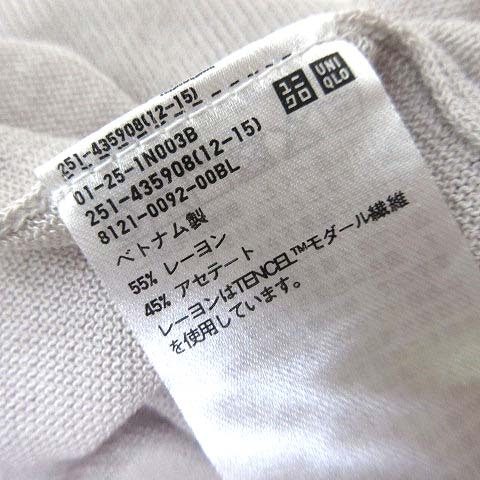 ユニ
クロ
UNI
QLO
251-435908(12-15)
01-25-1N003B
251-435908(12-15)
8121-0092-00BL
ベトナム製
55% レーヨン
45% アセテート
レーヨンはTENCEL™モダール繊維
を使用しています。